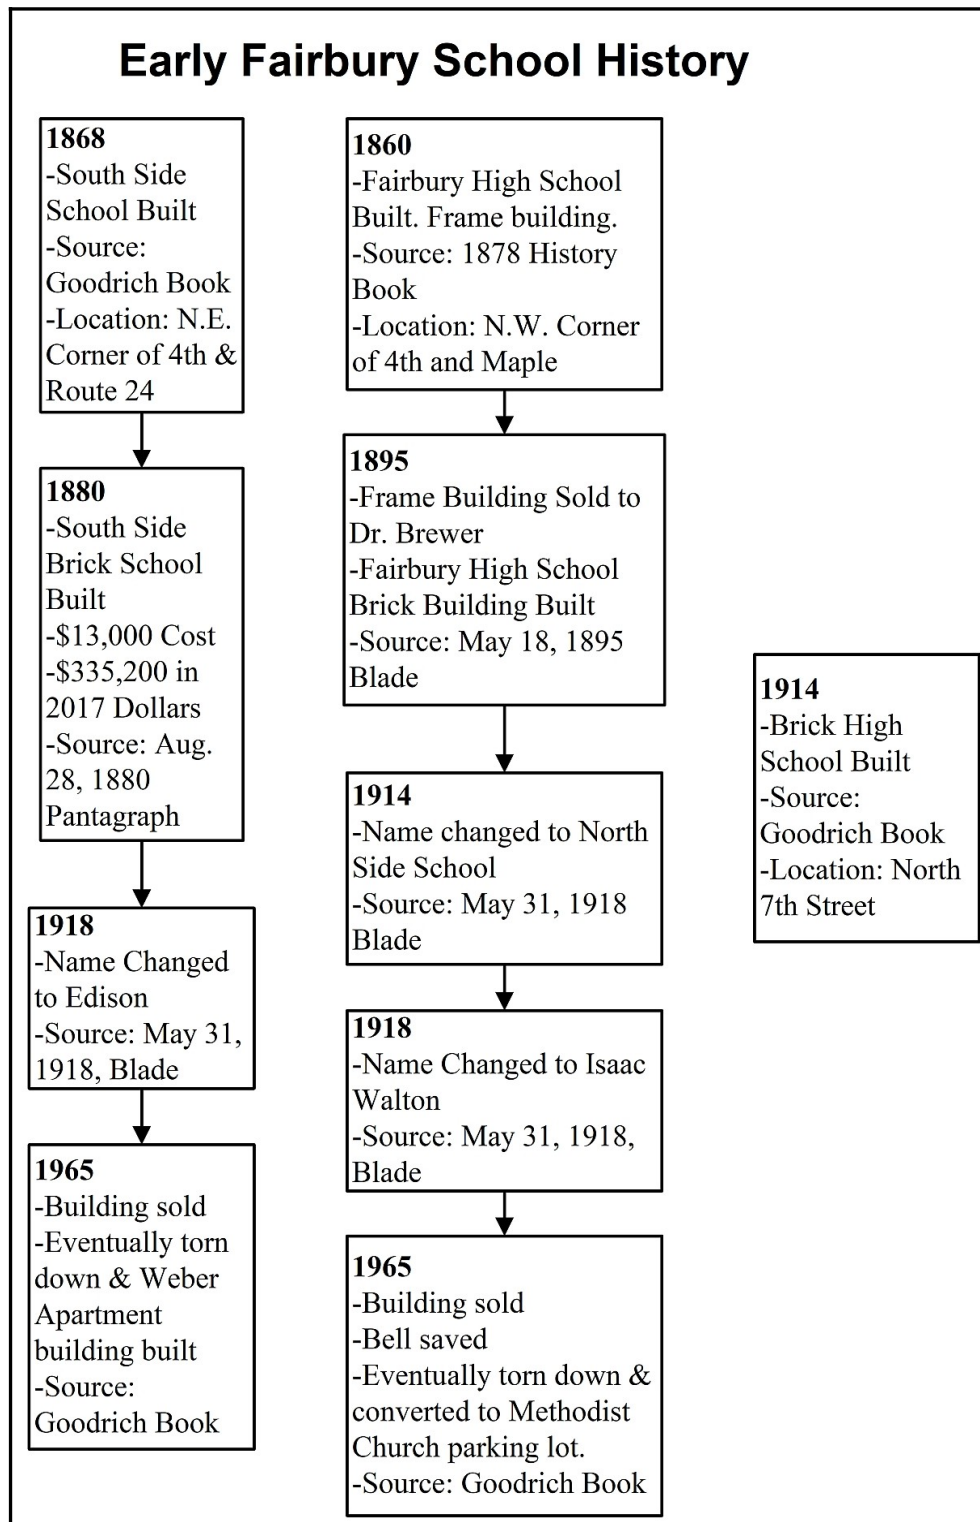 Early Fairbury School History
1868
-South Side
School Built
-Source:
Goodrich Book
-Location: N.E.
Corner of 4th &
Route 24
1880
-South Side
Brick School
Built
-$13,000 Cost
-$335,200 in
2017 Dollars
-Source: Aug.
28, 1880
Pantagraph
1918
-Name Changed
to Edison
-Source: May 31,
1918, Blade
1965
-Building sold
-Eventually torn
down & Weber
Apartment
building built
-Source:
Goodrich Book
1860
-Fairbury High School
Built. Frame building.
-Source: 1878 History
Book
-Location: N.W. Corner
of 4th and Maple
1895
-Frame Building Sold to
Dr. Brewer
-Fairbury High School
Brick Building Built
-Source: May 18, 1895
Blade
1914
-Name changed to North
Side School
-Source: May 31, 1918
Blade
1918
-Name Changed to Isaac
Walton
-Source: May 31, 1918,
Blade
1965
-Building sold
-Bell saved
-Eventually torn down &
converted to Methodist
Church parking lot.
-Source: Goodrich Book
1914
-Brick High
School Built
-Source:
Goodrich Book
-Location: North
7th Street